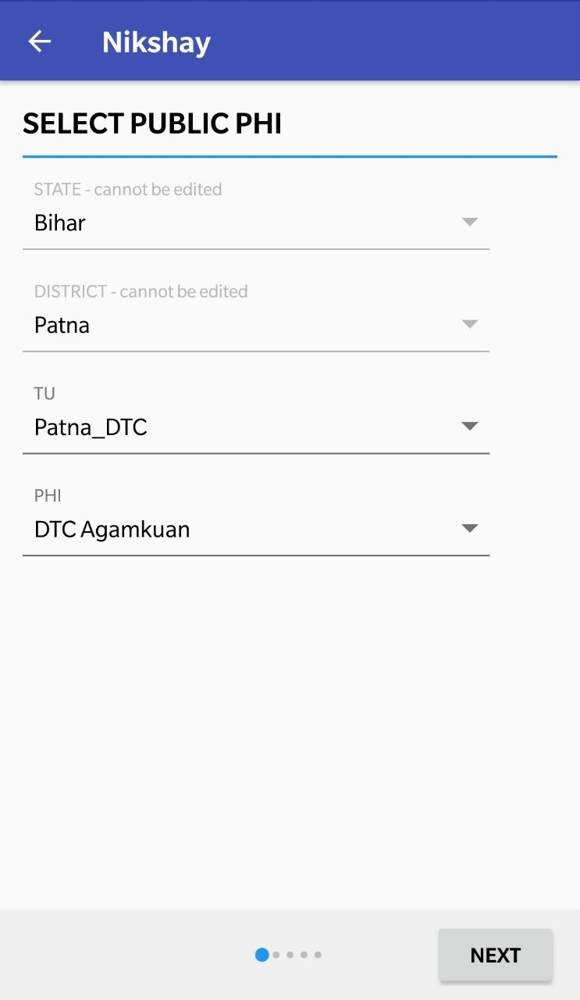 Nikshay
SELECT PUBLIC PHI
STATE - cannot be edited
Bihar
DISTRICT - cannot be edited
Patna
TU
Patna_DTC
PHI
DTC Agamkuan
NEXT